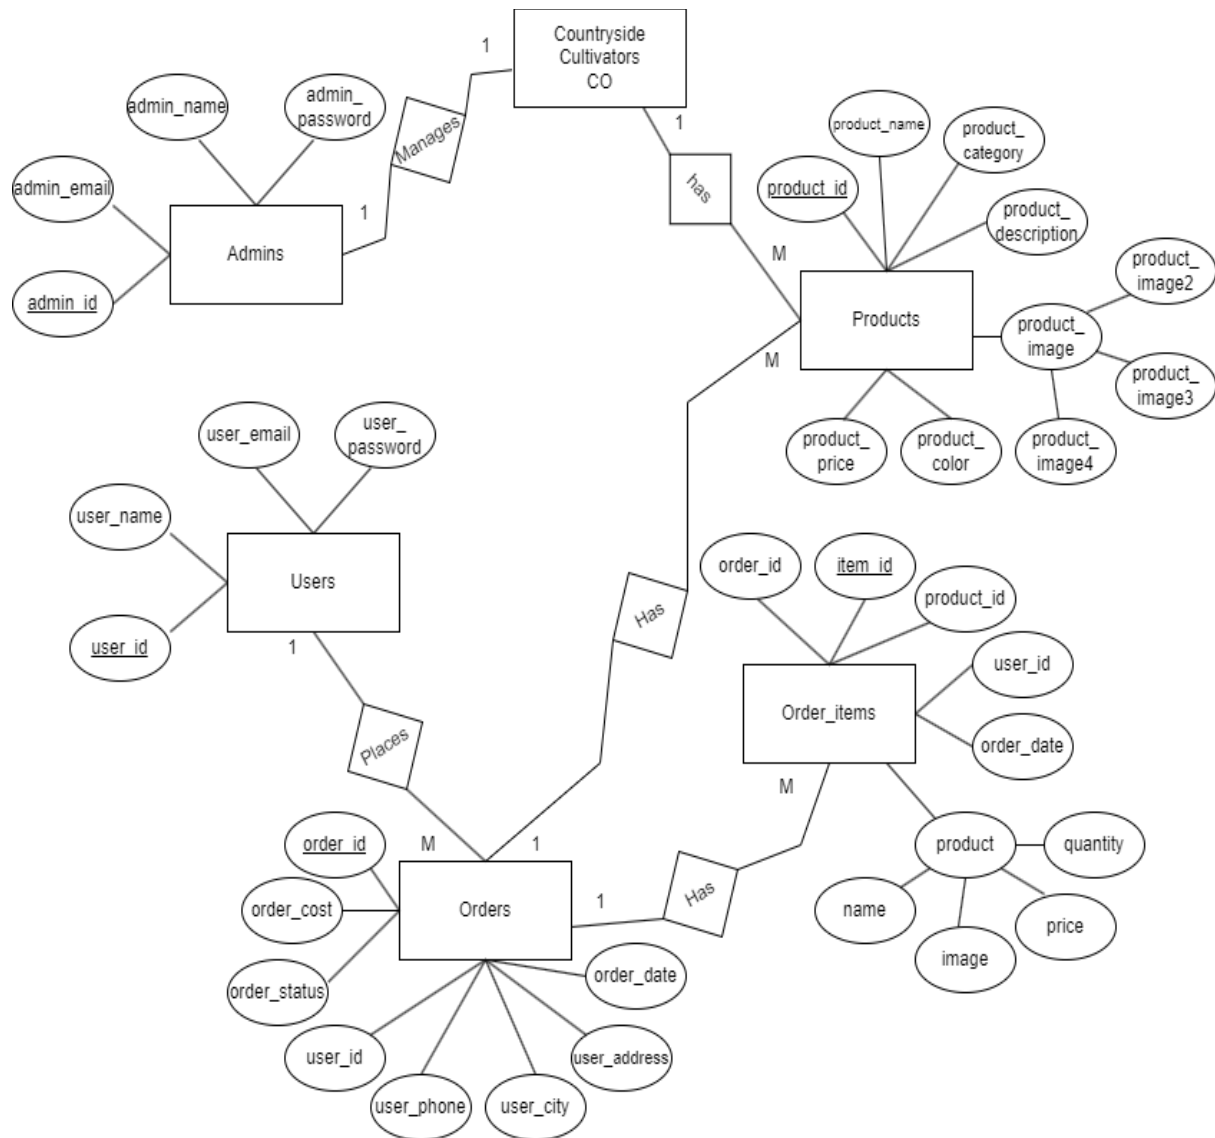 Countryside
Cultivators
CO
1
1
Manages
admin_name
admin_
password
admin_email
admin_id
Admins
1
has
M
product_name
product_
category
product_id
product_
description
product_
image2
Products
product_
image
product_
image3
M
product_
price
product_
color
product_
image4
user_email
user_
password
user_name
Users
user_id
1
Has
order_id
item_id
product_id
user_id
Order_items
order_date
Places
M
M
1
order_id
order_cost
order_status
Orders
1
Has
product
quantity
name
price
image
order_date
user_id
user_address
user_phone
user_city